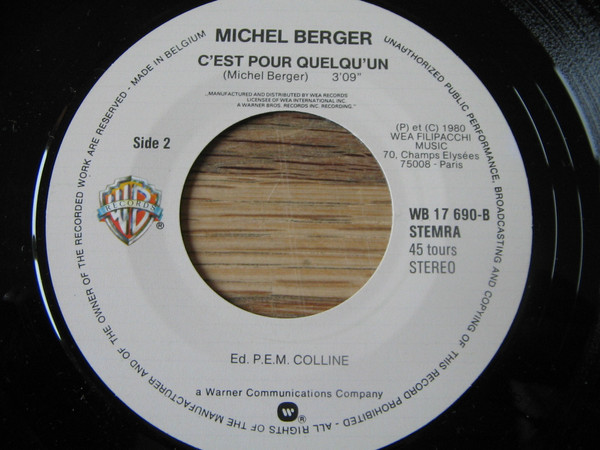 MICHEL BERGER
C'EST POUR QUELQU'UN
(Michel Berger) 3'09"
..MANUFACTURED AND DISTRIBUTED BY WEA RECORDS
LICENSES OF WEA INTERNATIONAL INC.
A WARNER BROS. RECORDS INC. RECORDING."
Side 2
(P) et (C) 1980
WEA FILIPACCHI
MUSIC
70, Champs Elysées
75008 - Paris
WB RECORDS ®
WB 17 690-B
STEMRA
45 tours
STEREO
Ed. P.E.M. COLLINE
a Warner Communications Company
®
UNAUTHORIZED PUBLIC PERFORMANCE, BROADCASTING AND COPYING OF THIS RECORD PROHIBITED - ALL RIGHTS OF THE MANUFACTURER AND OF THE OWNER OF THE RECORDED WORK ARE RESERVED - MADE IN BELGIUM